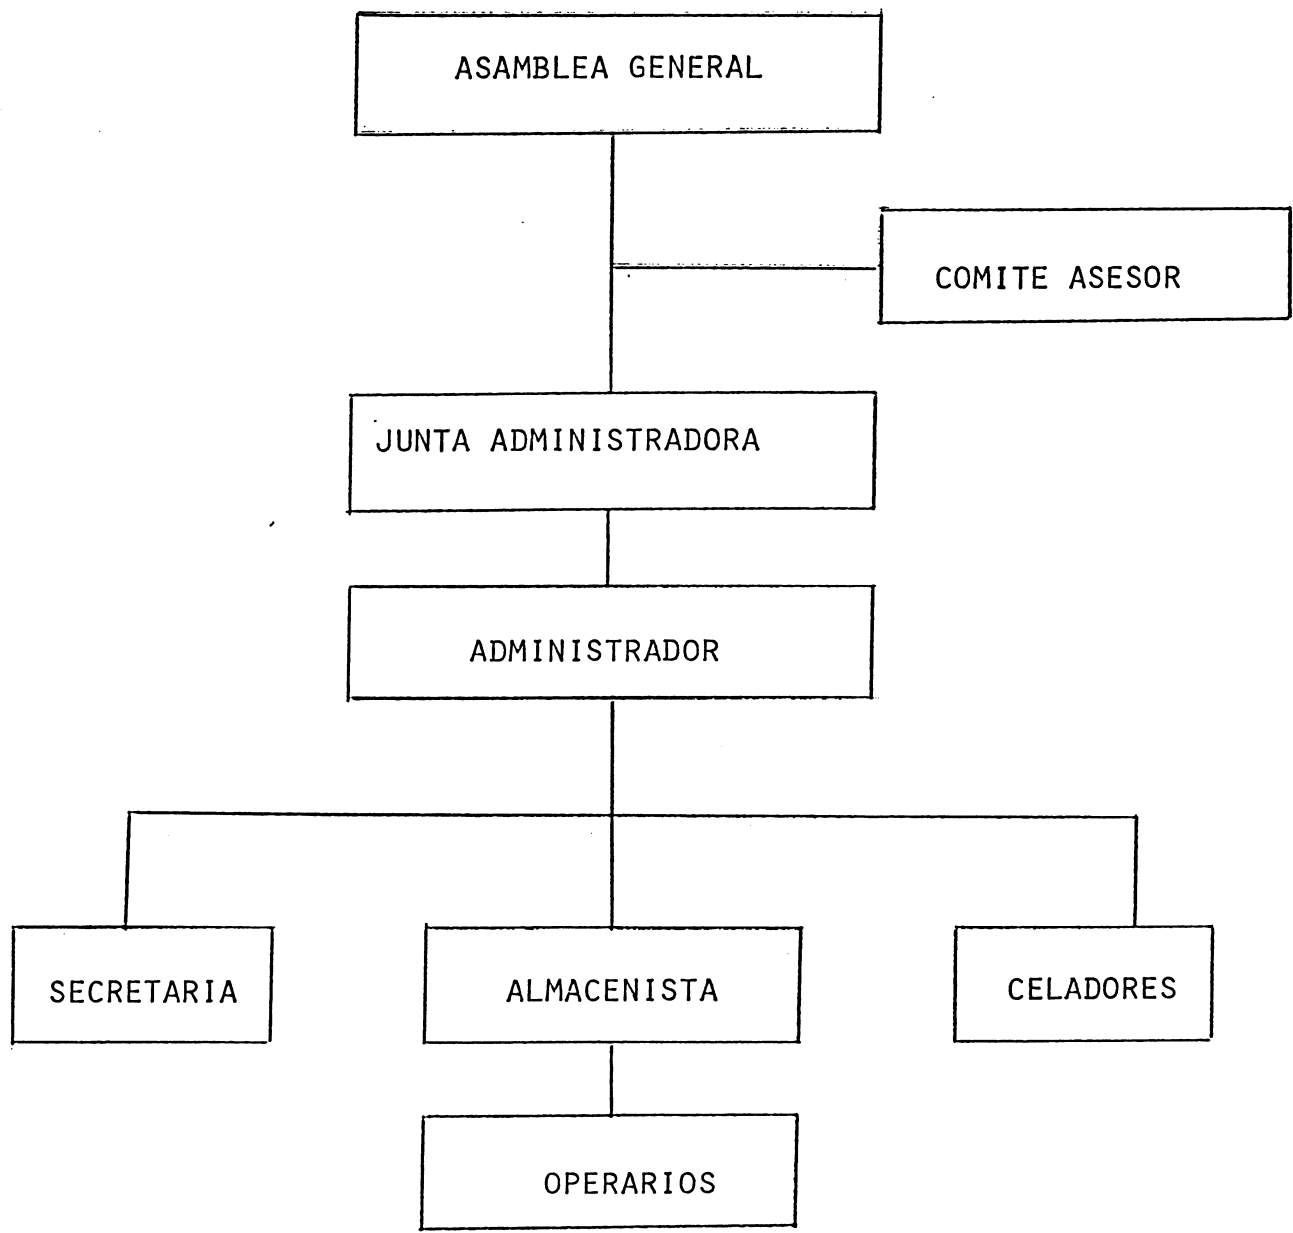 ASAMBLEA GENERAL
COMITE ASESOR
JUNTA ADMINISTRADORA
ADMINISTRADOR
SECRETARIA
ALMACENISTA
CELADORES
OPERARIOS